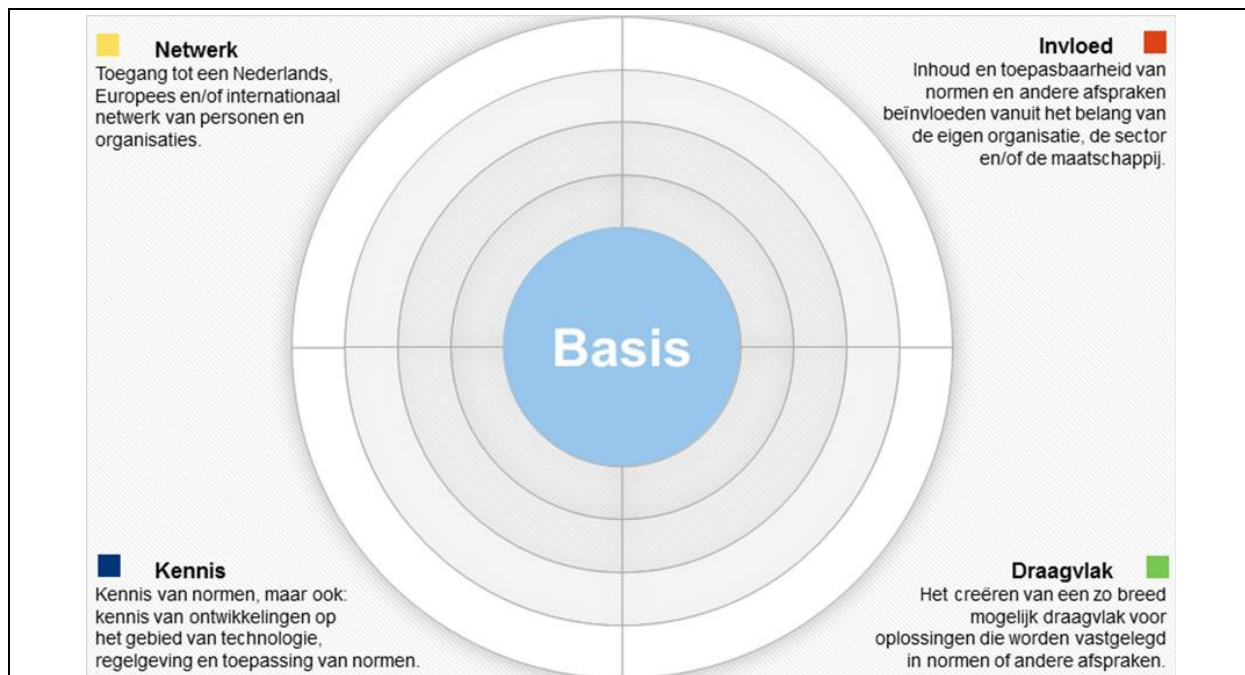 Netwerk
Toegang tot een Nederlands,
Europees en/of internationaal
netwerk van personen en
organisaties.
Invloed
Inhoud en toepasbaarheid van
normen en andere afspraken
beïnvloeden vanuit het belang van
de eigen organisatie, de sector
en/of de maatschappij.
Basis
Kennis
Kennis van normen, maar ook:
kennis van ontwikkelingen op
het gebied van technologie,
regelgeving en toepassing van normen.
Draagvlak
Het creëren van een zo breed
mogelijk draagvlak voor
oplossingen die worden vastgelegd
in normen of andere afspraken.